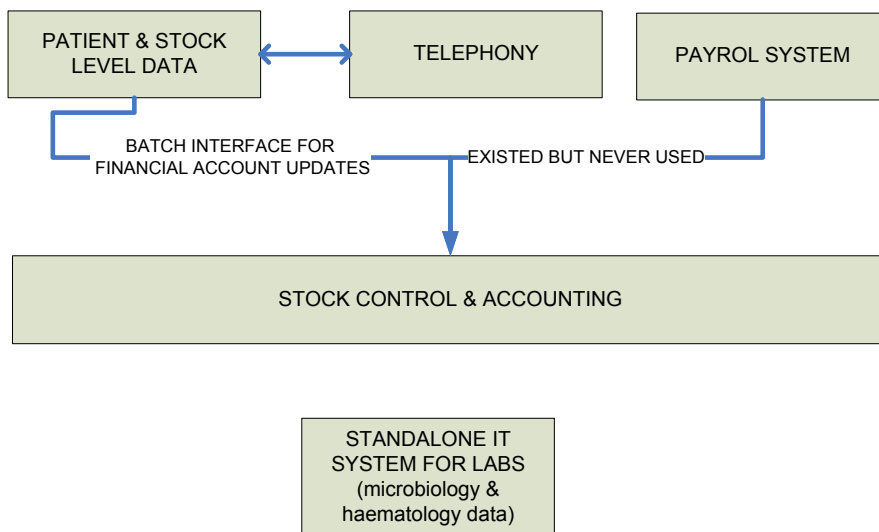 PATIENT & STOCK
LEVEL DATA
TELEPHONY
PAYROL SYSTEM
BATCH INTERFACE FOR
FINANCIAL ACCOUNT UPDATES
EXISTED BUT NEVER USED
STOCK CONTROL & ACCOUNTING
STANDALONE IT
SYSTEM FOR LABS
(microbiology &
haematology data)